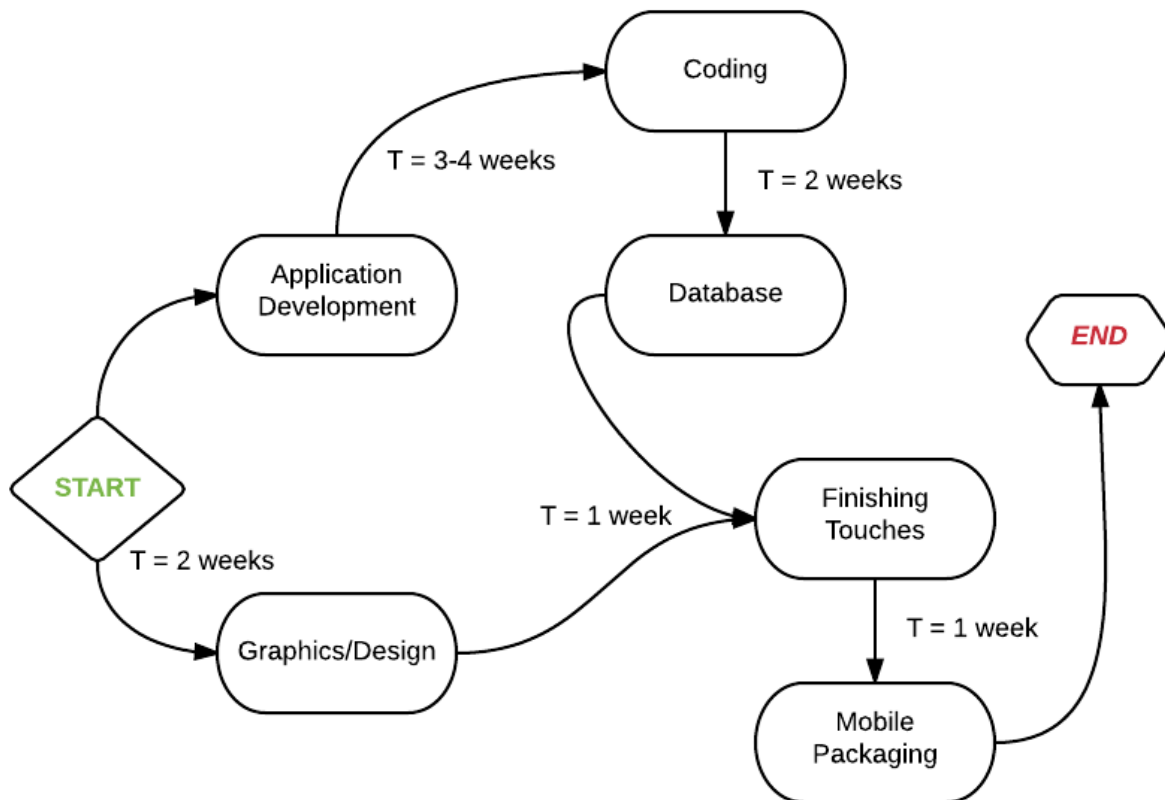 Coding
T = 3-4 weeks
T = 2 weeks
Application
Development
Database
END
START
Finishing
Touches
T = 1 week
T = 2 weeks
Graphics/Design
T = 1 week
Mobile
Packaging